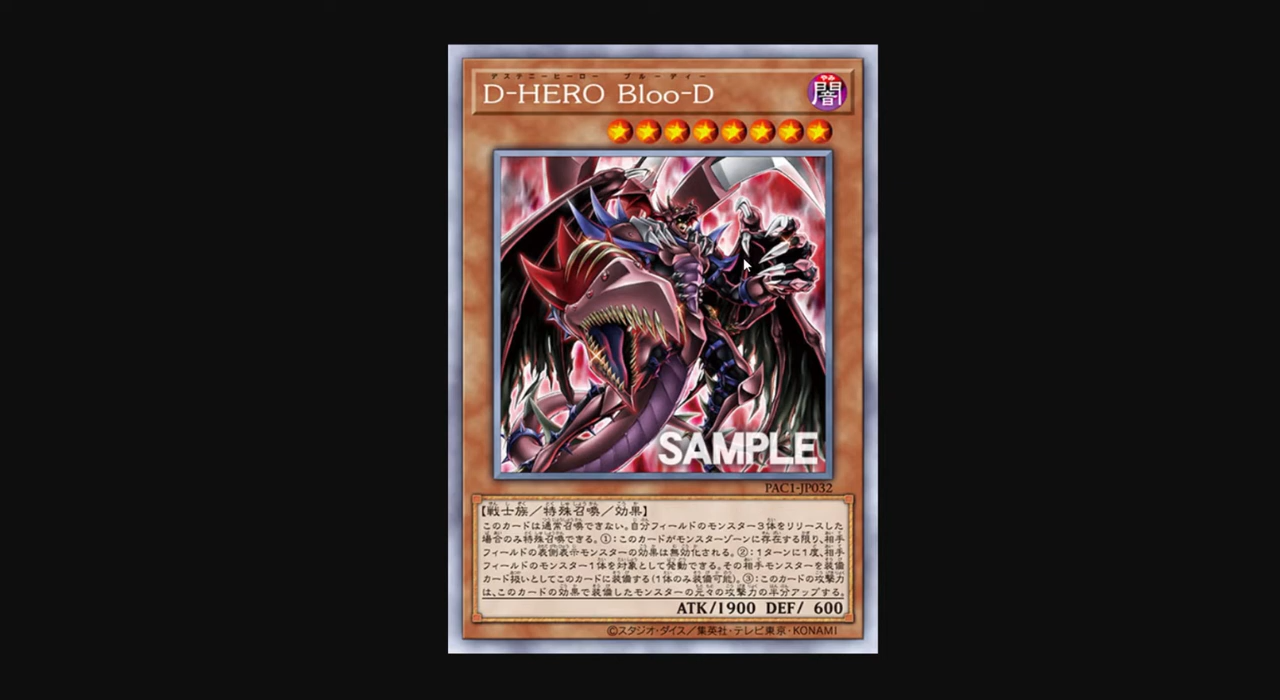 デステニーヒーロー ブルーディー
D-HERO Bloo-D
やみ
闇
SAMPLE
PAC1-JP032
【戦士族／特殊召喚／効果】
このカードは通常召喚できない。自分フィールドのモンスター３体をリリースした
場合のみ特殊召喚できる。①：このカードがモンスターゾーンに存在する限り、相手
フィールドの表側表示モンスターの効果は無効化される。②：１ターンに１度、相手
フィールドのモンスター１体を対象として発動できる。その相手モンスターを装備
カード扱いとしてこのカードに装備する（１体のみ装備可能）。③：このカードの攻撃力
は、このカードの効果で装備したモンスターの元々の攻撃力の半分アップする。
ATK/1900 DEF/ 600
©スタジオ・ダイス／集英社・テレビ東京・KONAMI